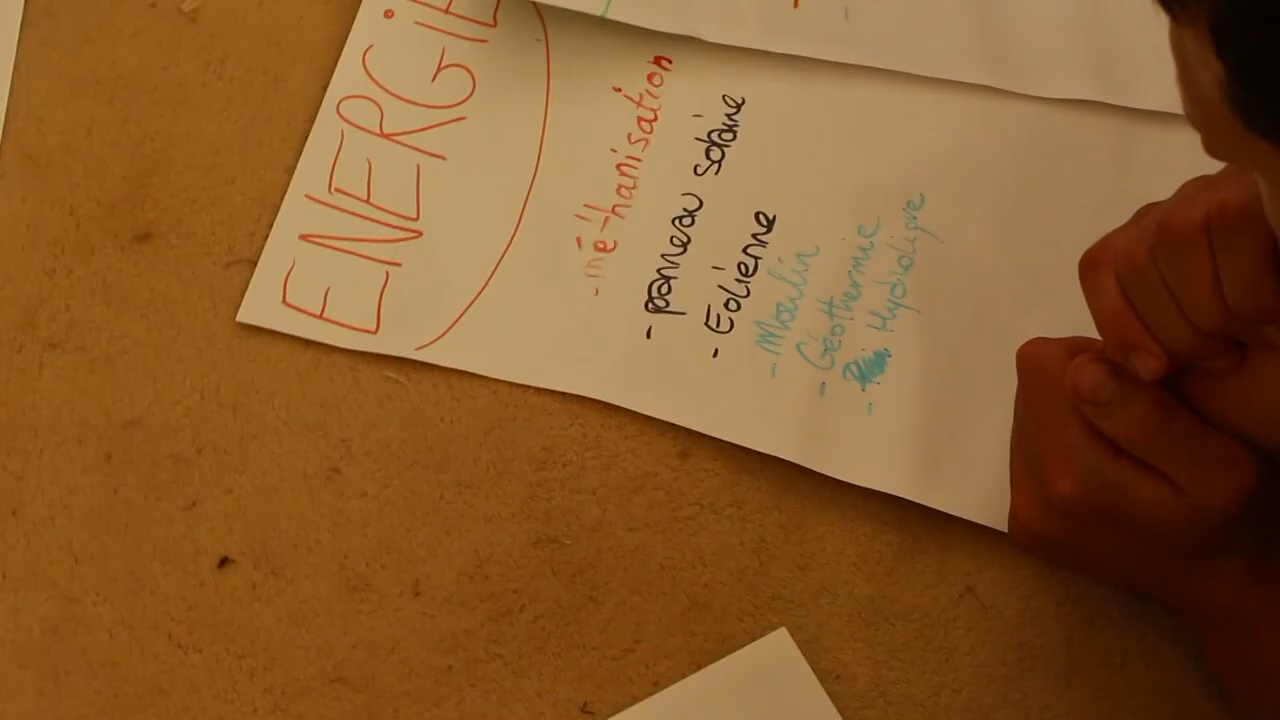 ENERGiE
- méthanisation
- panneau solaire
- Eolienne
- Moulin
- Géothermie
- Hydrolique